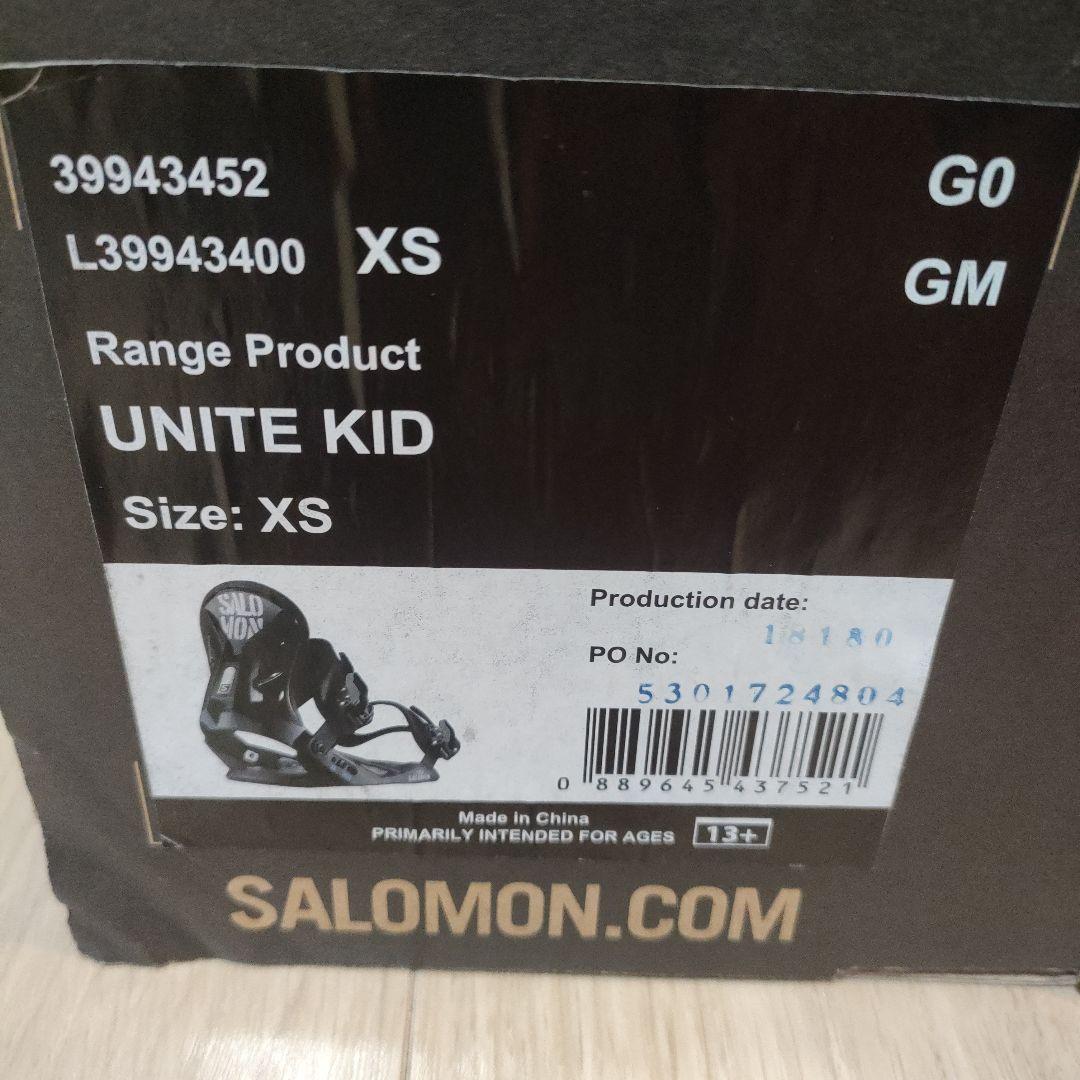 39943452
G0
L39943400 XS
GM
Range Product
UNITE KID
Size: XS
SALO
MON
Production date:
18180
PO No:
5301724804
0 889645 437521
Made in China
PRIMARILY INTENDED FOR AGES 13+
SALOMON.COM